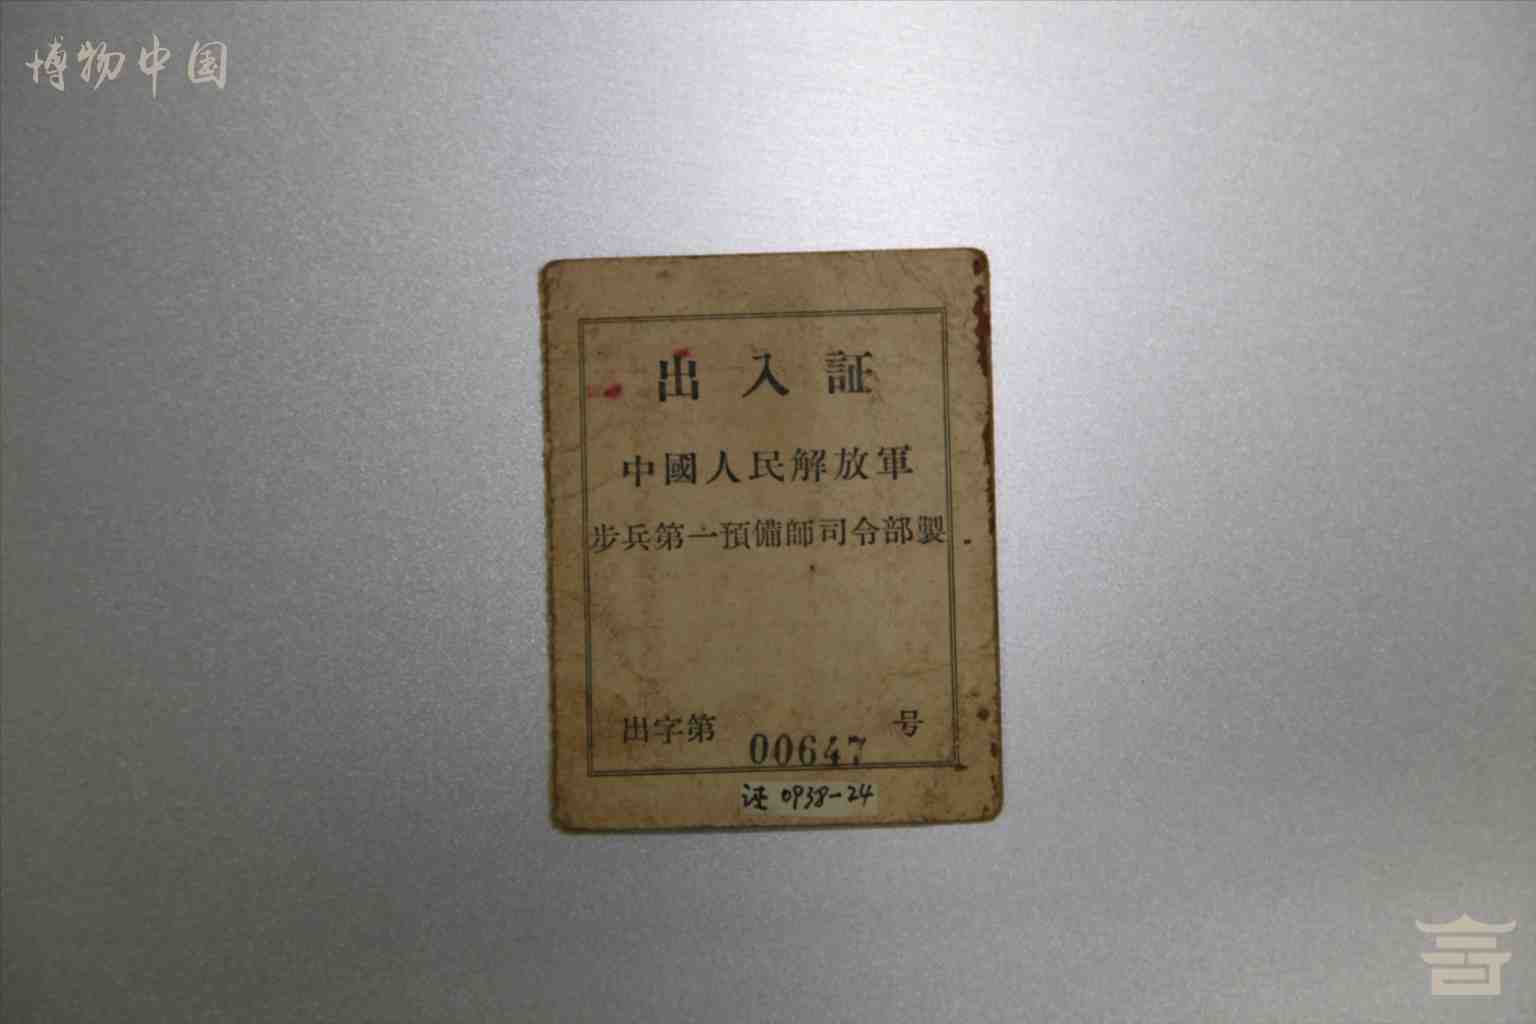 博物中国
出入証
中國人民解放軍
步兵第一預備師司令部製
出字第 00647 号
证 0938-24